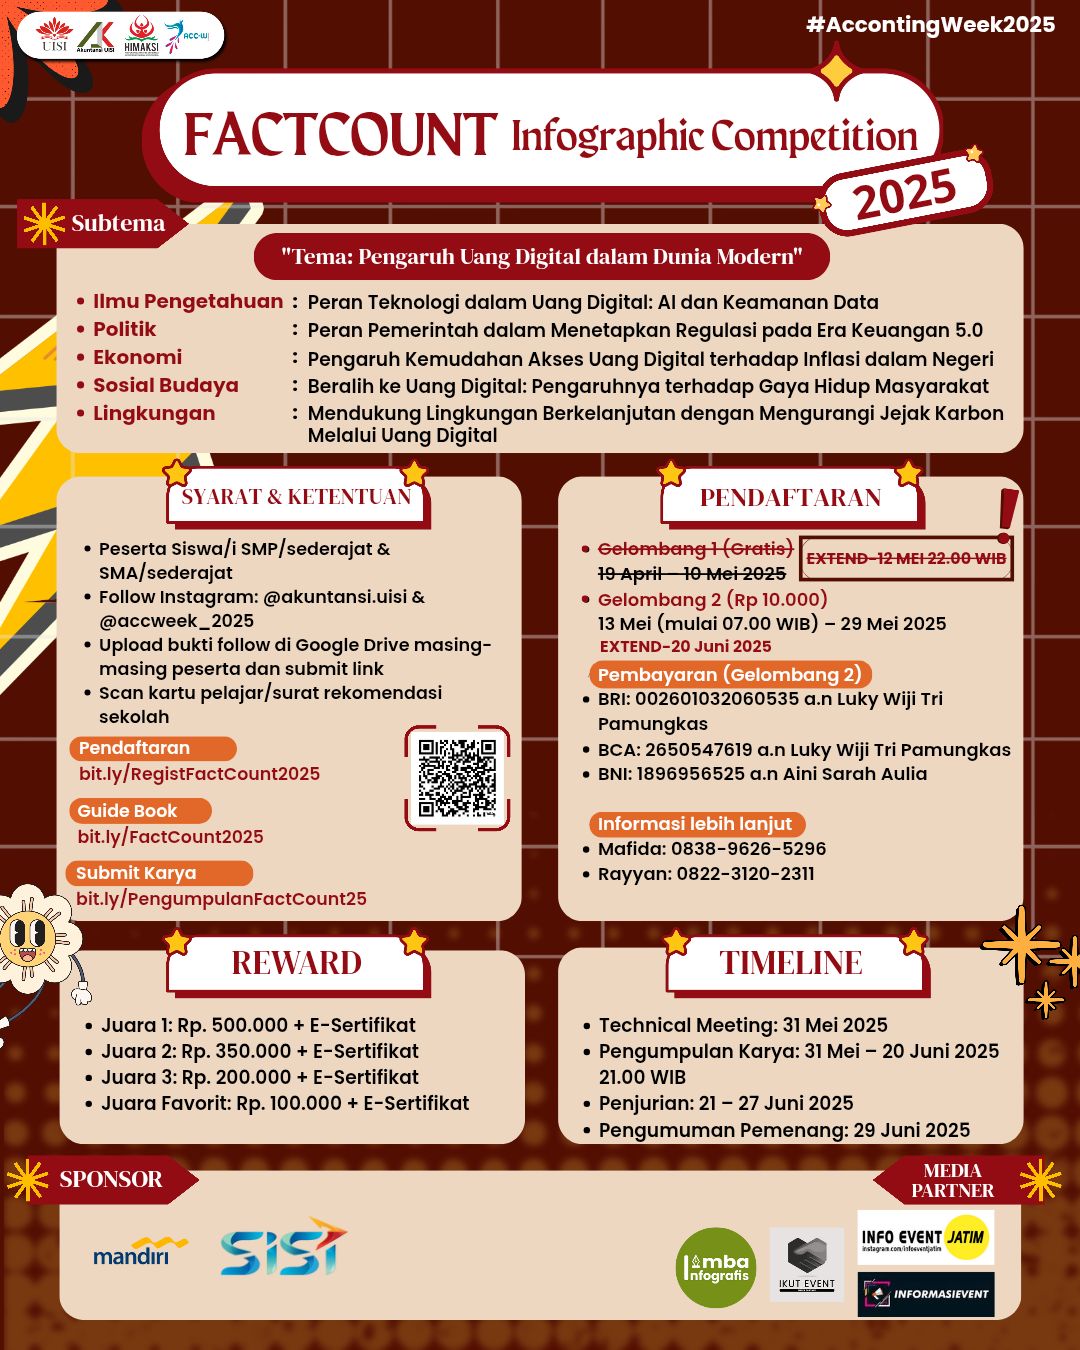 UISI
Akuntansi UISI
HIMAKSI
ACC-W
#AccontingWeek2025
FACTCOUNT Infographic Competition
2025
Subtema
"Tema: Pengaruh Uang Digital dalam Dunia Modern"
• Ilmu Pengetahuan : Peran Teknologi dalam Uang Digital: AI dan Keamanan Data
• Politik : Peran Pemerintah dalam Menetapkan Regulasi pada Era Keuangan 5.0
• Ekonomi : Pengaruh Kemudahan Akses Uang Digital terhadap Inflasi dalam Negeri
• Sosial Budaya : Beralih ke Uang Digital: Pengaruhnya terhadap Gaya Hidup Masyarakat
• Lingkungan : Mendukung Lingkungan Berkelanjutan dengan Mengurangi Jejak Karbon
Melalui Uang Digital
SYARAT & KETENTUAN
• Peserta Siswa/i SMP/sederajat &
SMA/sederajat
• Follow Instagram: @akuntansi.uisi &
@accweek_2025
• Upload bukti follow di Google Drive masing-
masing peserta dan submit link
• Scan kartu pelajar/surat rekomendasi
sekolah
Pendaftaran
bit.ly/RegistFactCount2025
Guide Book
bit.ly/FactCount2025
Submit Karya
bit.ly/PengumpulanFactCount25
PENDAFTARAN
• Gelombang 1 (Gratis)
19 April – 10 Mei 2025
EXTEND-12 MEI 22.00 WIB
• Gelombang 2 (Rp 10.000)
13 Mei (mulai 07.00 WIB) – 29 Mei 2025
EXTEND-20 Juni 2025
Pembayaran (Gelombang 2)
• BRI: 002601032060535 a.n Luky Wiji Tri
Pamungkas
• BCA: 2650547619 a.n Luky Wiji Tri Pamungkas
• BNI: 1896956525 a.n Aini Sarah Aulia
Informasi lebih lanjut
• Mafida: 0838-9626-5296
• Rayyan: 0822-3120-2311
REWARD
• Juara 1: Rp. 500.000 + E-Sertifikat
• Juara 2: Rp. 350.000 + E-Sertifikat
• Juara 3: Rp. 200.000 + E-Sertifikat
• Juara Favorit: Rp. 100.000 + E-Sertifikat
TIMELINE
• Technical Meeting: 31 Mei 2025
• Pengumpulan Karya: 31 Mei – 20 Juni 2025
21.00 WIB
• Penjurian: 21 – 27 Juni 2025
• Pengumuman Pemenang: 29 Juni 2025
SPONSOR
mandiri
SISI
MEDIA
PARTNER
limba
Infografis
IKUT EVENT
INFO EVENT JATIM
instagram.com/infoeventjatim
INFORMASIEVENT